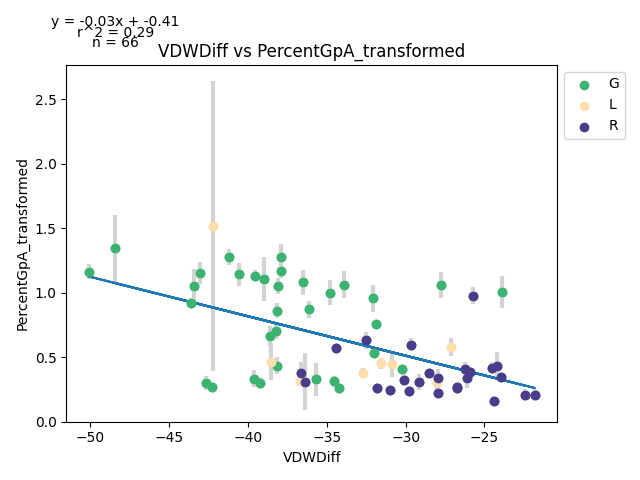 y = -0.03x + -0.41
r^2 = 0.29
n = 66
VDWDiff vs PercentGpA_transformed
G
L
R
PercentGpA_transformed
2.5
2.0
1.5
1.0
0.5
0.0
−50
−45
−40
−35
−30
−25
VDWDiff